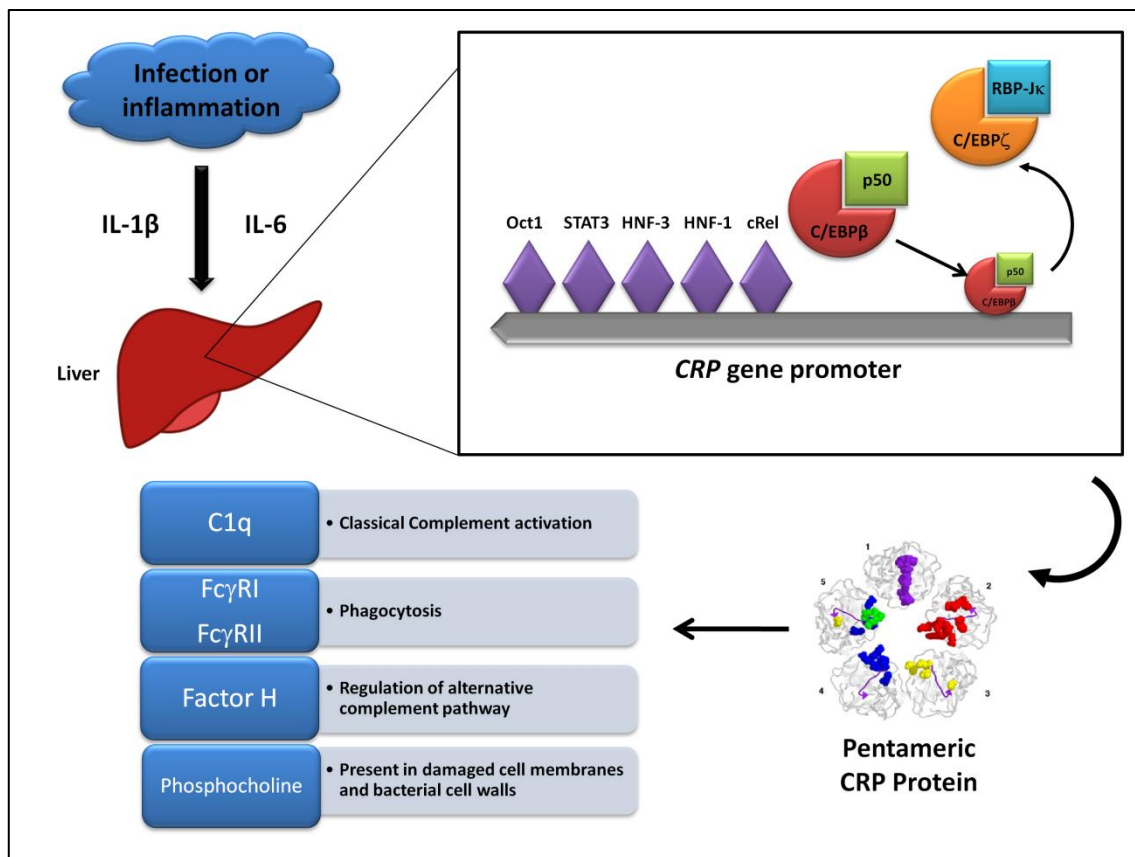 Infection or
inflammation
IL-1β
IL-6
Liver
RBP-Jκ
C/EBPζ
p50
C/EBPβ
Oct1 STAT3 HNF-3 HNF-1 cRel
p50
C/EBPβ
CRP gene promoter
C1q
• Classical Complement activation
FcγRI
FcγRII
• Phagocytosis
Factor H
• Regulation of alternative
complement pathway
Phosphocholine
• Present in damaged cell membranes
and bacterial cell walls
1
2
3
4
5
Pentameric
CRP Protein